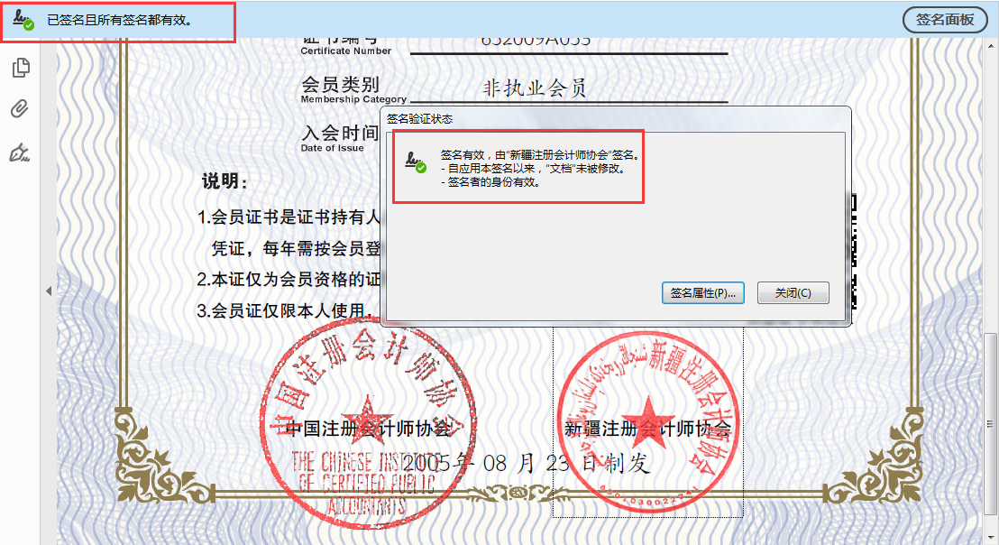 已签名且所有签名都有效。
签名面板
证书编号
Certificate Number
652009A055
会员类别
Membership Category
非执业会员
入会时间
Date of Issue
签名验证状态
签名有效，由“新疆注册会计师协会”签名。
- 自应用本签名以来，“文档”未被修改。
- 签名者的身份有效。
签名属性(P)...
关闭(C)
说明：
1.会员证书是证书持有人
凭证，每年需按会员登
2.本证仅为会员资格的证
3.会员证仅限本人使用，
中国注册会计师协会
新疆注册会计师协会
中国注册会计师协会
新疆注册会计师协会
2005年 08 月 23 日制发
THE CHINESE INSTITUTE
OF CERTIFIED PUBLIC
ACCOUNTANTS